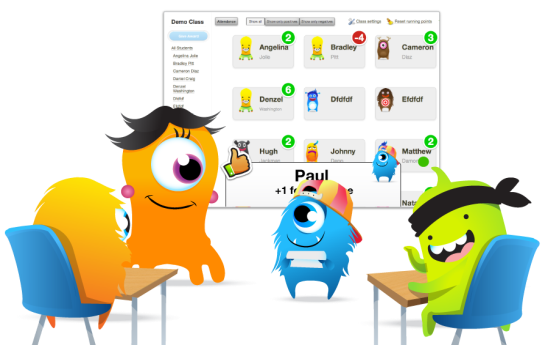 Demo Class
Attendance
Show all
Show only positives
Show only negatives
Class settings
Reset running points
All Students
Angelina Jolie
Bradley Pitt
Cameron Diaz
Daniel Craig
Denzel
Washington
2
Angelina
Jolie
-4
Bradley
Pitt
3
Cameron
Diaz
6
Denzel
Washington
Dfdfdf
Efdfdf
2
Hugh
Johnny
2
Matthew
Paul
+1 f